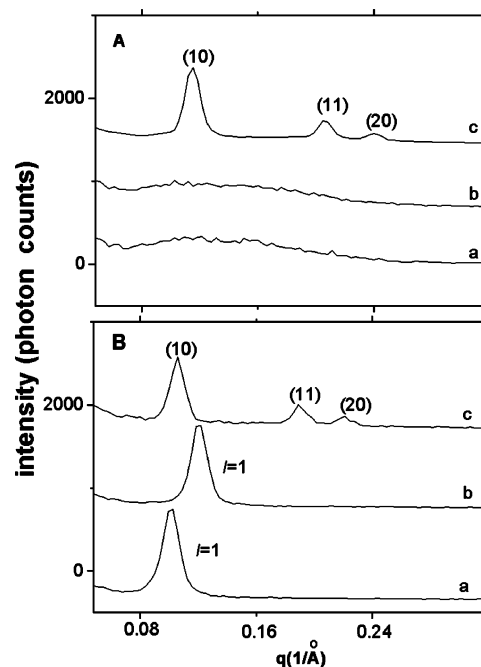 A
(10)
(11)
(20)
2000
c
b
a
0
intensity (photon counts)
B
(10)
(11)
(20)
2000
c
l=1
b
l=1
0
a
0.08
0.16
0.24
q(1/Å)